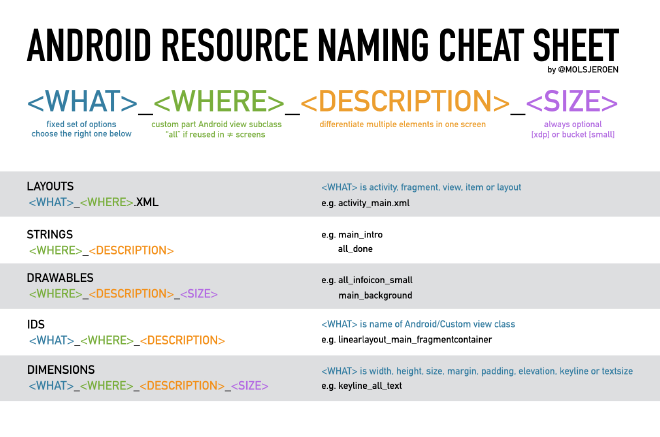 ANDROID RESOURCE NAMING CHEAT SHEET
by @MOLSJEROEN
<WHAT>_<WHERE>_<DESCRIPTION>_<SIZE>
fixed set of options
choose the right one below
custom part Android view subclass
"all" if reused in ≠ screens
differentiate multiple elements in one screen
always optional
[xdp] or bucket [small]
LAYOUTS
<WHAT>_<WHERE>.XML
<WHAT> is activity, fragment, view, item or layout
e.g. activity_main.xml
STRINGS
<WHERE>_<DESCRIPTION>
e.g. main_intro
all_done
DRAWABLES
<WHERE>_<DESCRIPTION>_<SIZE>
e.g. all_infoicon_small
main_background
IDS
<WHAT>_<WHERE>_<DESCRIPTION>
<WHAT> is name of Android/Custom view class
e.g. linearlayout_main_fragmentcontainer
DIMENSIONS
<WHAT>_<WHERE>_<DESCRIPTION>_<SIZE>
<WHAT> is width, height, size, margin, padding, elevation, keyline or textsize
e.g. keyline_all_text